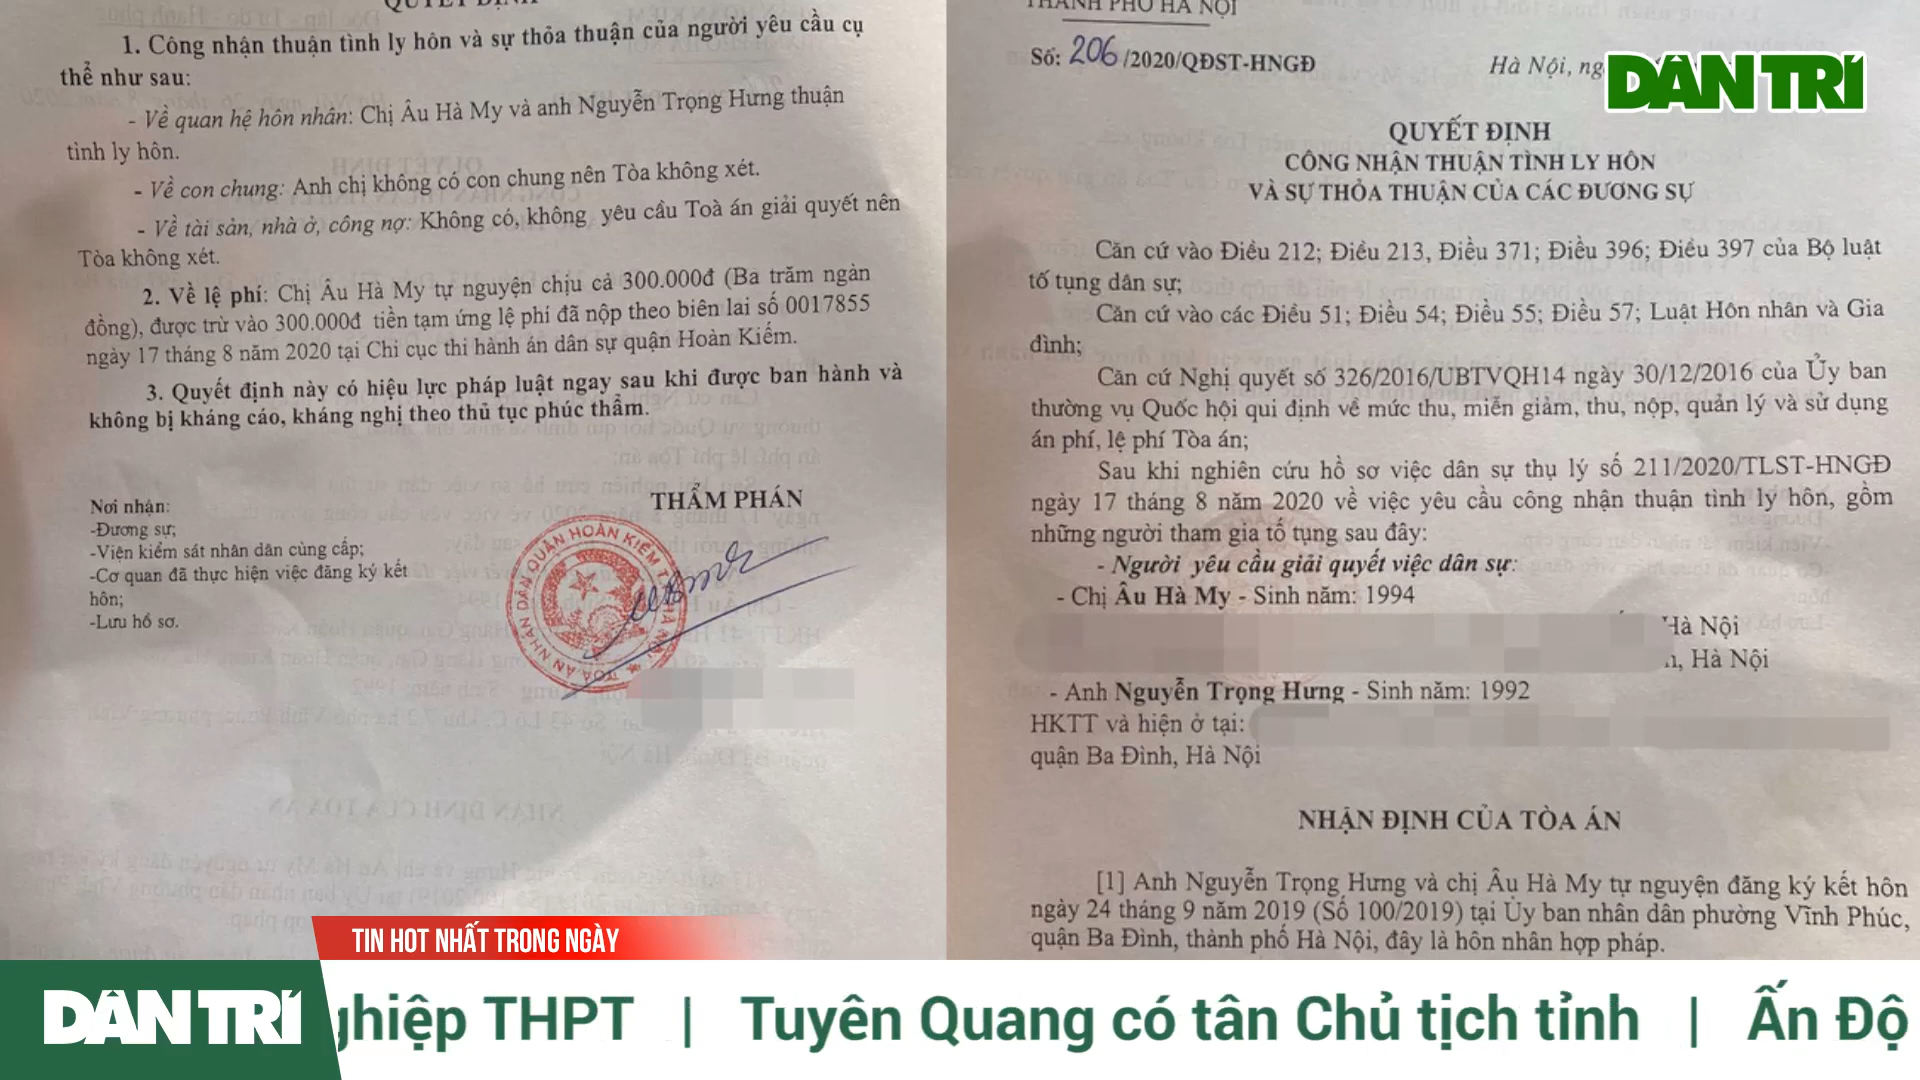 QUYẾT ĐỊNH
1. Công nhận thuận tình ly hôn và sự thỏa thuận của người yêu cầu cụ
thể như sau:
- Về quan hệ hôn nhân: Chị Âu Hà My và anh Nguyễn Trọng Hưng thuận
tình ly hôn.
- Về con chung: Anh chị không có con chung nên Tòa không xét.
- Về tài sản, nhà ở, công nợ: Không có, không yêu cầu Toà án giải quyết nên
Tòa không xét.
2. Về lệ phí: Chị Âu Hà My tự nguyện chịu cả 300.000đ (Ba trăm ngàn
đồng), được trừ vào 300.000đ tiền tạm ứng lệ phí đã nộp theo biên lai số 0017855
ngày 17 tháng 8 năm 2020 tại Chi cục thi hành án dân sự quận Hoàn Kiếm.
3. Quyết định này có hiệu lực pháp luật ngay sau khi được ban hành và
không bị kháng cáo, kháng nghị theo thủ tục phúc thẩm.
Nơi nhận:
-Đương sự;
-Viện kiểm sát nhân dân cùng cấp;
-Cơ quan đã thực hiện việc đăng ký kết
hôn;
-Lưu hồ sơ.
THẨM PHÁN
TOÀ ÁN NHÂN DÂN QUẬN HOÀN KIẾM T. HÀ NỘI
THÀNH PHỐ HÀ NỘI
Số: 206/2020/QĐST-HNGĐ
Hà Nội,
DÂN TRÍ
QUYẾT ĐỊNH
CÔNG NHẬN THUẬN TÌNH LY HÔN
VÀ SỰ THỎA THUẬN CỦA CÁC ĐƯƠNG SỰ
Căn cứ vào Điều 212; Điều 213, Điều 371; Điều 396; Điều 397 của Bộ luật
tố tụng dân sự;
Căn cứ vào các Điều 51; Điều 54; Điều 55; Điều 57; Luật Hôn nhân và Gia
đình;
Căn cứ Nghị quyết số 326/2016/UBTVQH14 ngày 30/12/2016 của Ủy ban
thường vụ Quốc hội qui định về mức thu, miễn giảm, thu, nộp, quản lý và sử dụng
án phí, lệ phí Tòa án;
Sau khi nghiên cứu hồ sơ việc dân sự thụ lý số 211/2020/TLST-HNGĐ
ngày 17 tháng 8 năm 2020 về việc yêu cầu công nhận thuận tình ly hôn, gồm
những người tham gia tố tụng sau đây:
- Người yêu cầu giải quyết việc dân sự:
- Chị Âu Hà My - Sinh năm: 1994
Hà Nội
Hà Nội
- Anh Nguyễn Trọng Hưng - Sinh năm: 1992
HKTT và hiện ở tại:
quận Ba Đình, Hà Nội
NHẬN ĐỊNH CỦA TÒA ÁN
[1] Anh Nguyễn Trọng Hưng và chị Âu Hà My tự nguyện đăng ký kết hôn
ngày 24 tháng 9 năm 2019 (Số 100/2019) tại Ủy ban nhân dân phường Vĩnh Phúc,
quận Ba Đình, thành phố Hà Nội, đây là hôn nhân hợp pháp.
TIN HOT NHẤT TRONG NGÀY
DÂN TRÍ ghiệp THPT | Tuyên Quang có tân Chủ tịch tỉnh | Ấn Độ